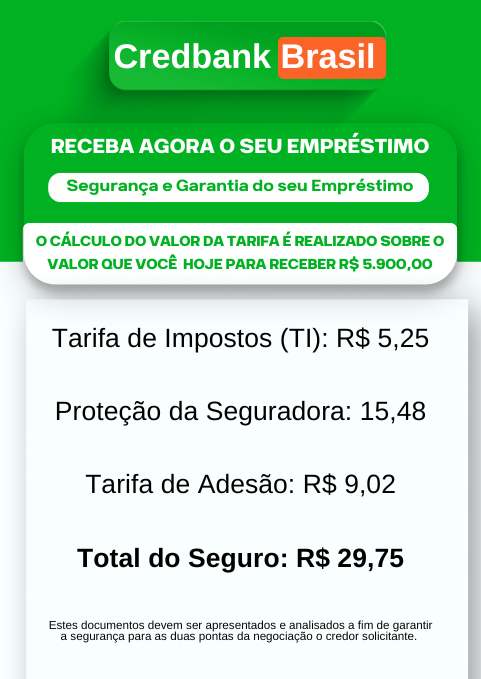 Credbank Brasil
RECEBA AGORA O SEU EMPRÉSTIMO
Segurança e Garantia do seu Empréstimo
O CÁLCULO DO VALOR DA TARIFA É REALIZADO SOBRE O
VALOR QUE VOCÊ HOJE PARA RECEBER R$ 5.900,00
Tarifa de Impostos (TI): R$ 5,25
Proteção da Seguradora: 15,48
Tarifa de Adesão: R$ 9,02
Total do Seguro: R$ 29,75
Estes documentos devem ser apresentados e analisados a fim de garantir
a segurança para as duas pontas da negociação o credor solicitante.